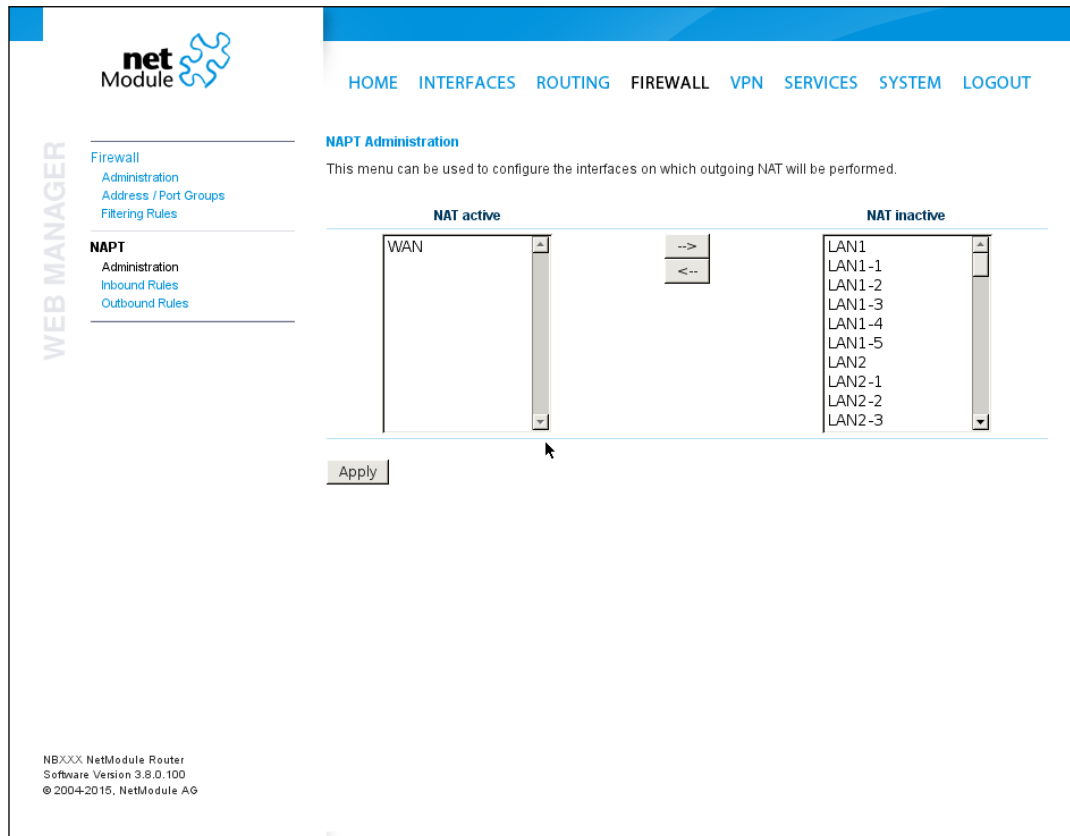 net
Module
HOME INTERFACES ROUTING FIREWALL VPN SERVICES SYSTEM LOGOUT
WEB MANAGER
Firewall
Administration
Address / Port Groups
Filtering Rules
NAPT
Administration
Inbound Rules
Outbound Rules
NAPT Administration
This menu can be used to configure the interfaces on which outgoing NAT will be performed.
NAT active NAT inactive
WAN
-->
<--
LAN1
LAN1-1
LAN1-2
LAN1-3
LAN1-4
LAN1-5
LAN2
LAN2-1
LAN2-2
LAN2-3
Apply
NBXXX NetModule Router
Software Version 3.8.0.100
© 2004-2015, NetModule AG